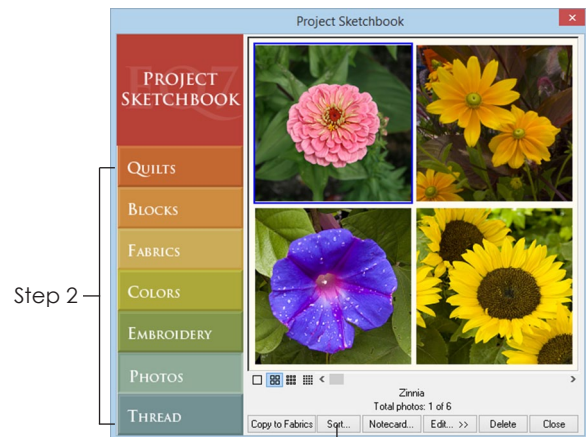 Project Sketchbook
EQ7
PROJECT
SKETCHBOOK
QUILTS
BLOCKS
FABRICS
COLORS
EMBROIDERY
PHOTOS
THREAD
Step 2
Zinnia
Total photos: 1 of 6
Copy to Fabrics Sort... Notecard... Edit... >> Delete Close